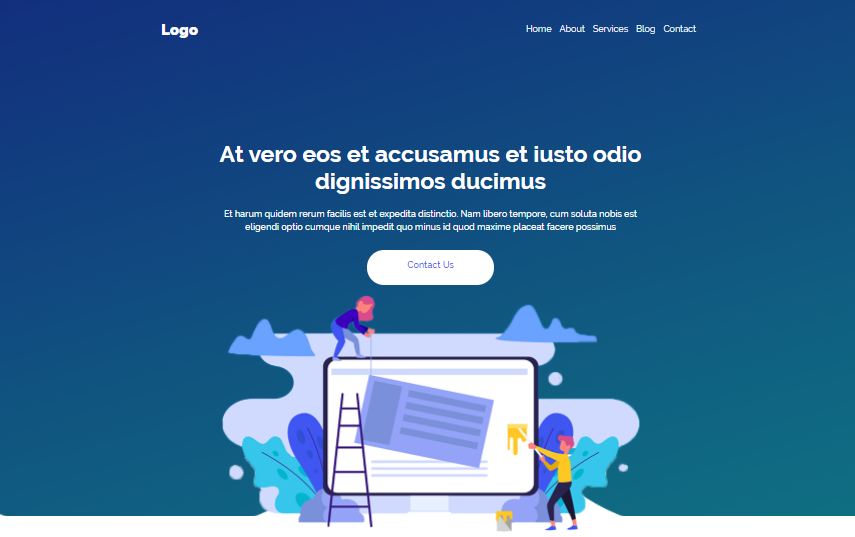 Logo
Home About Services Blog Contact
At vero eos et accusamus et iusto odio
dignissimos ducimus
Et harum quidem rerum facilis est et expedita distinctio. Nam libero tempore, cum soluta nobis est
eligendi optio cumque nihil impedit quo minus id quod maxime placeat facere possimus
Contact Us